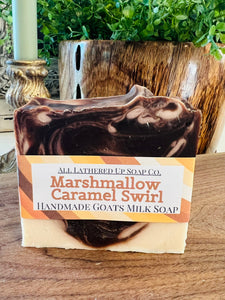 All Lathered Up Soap Co.
Marshmallow
Caramel Swirl
Handmade Goats Milk Soap